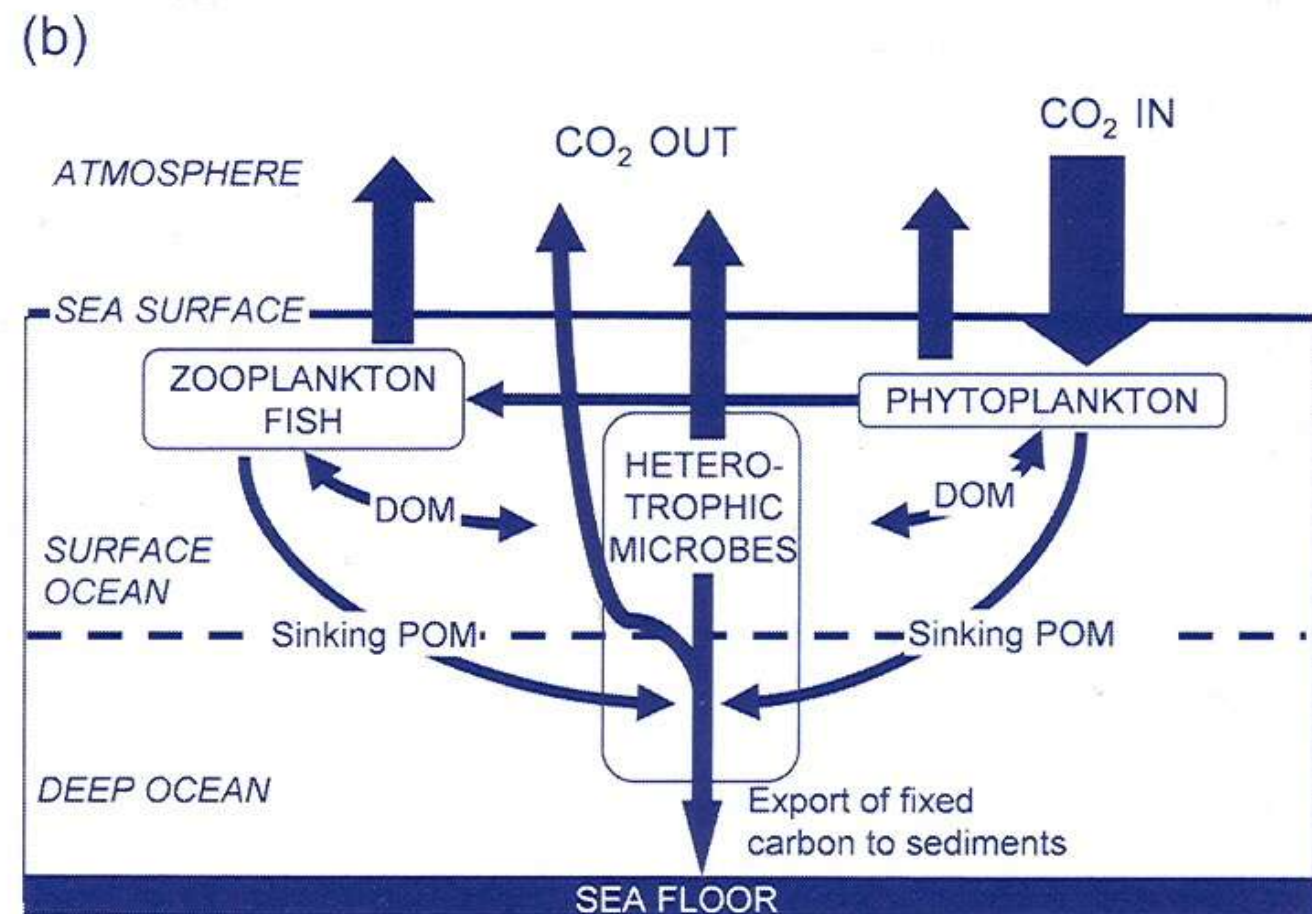 (b)
CO₂ IN
CO₂ OUT
ATMOSPHERE
SEA SURFACE
ZOOPLANKTON
FISH
PHYTOPLANKTON
HETERO-
TROPHIC
MICROBES
DOM
DOM
SURFACE
OCEAN
Sinking POM
Sinking POM
DEEP OCEAN
Export of fixed
carbon to sediments
SEA FLOOR